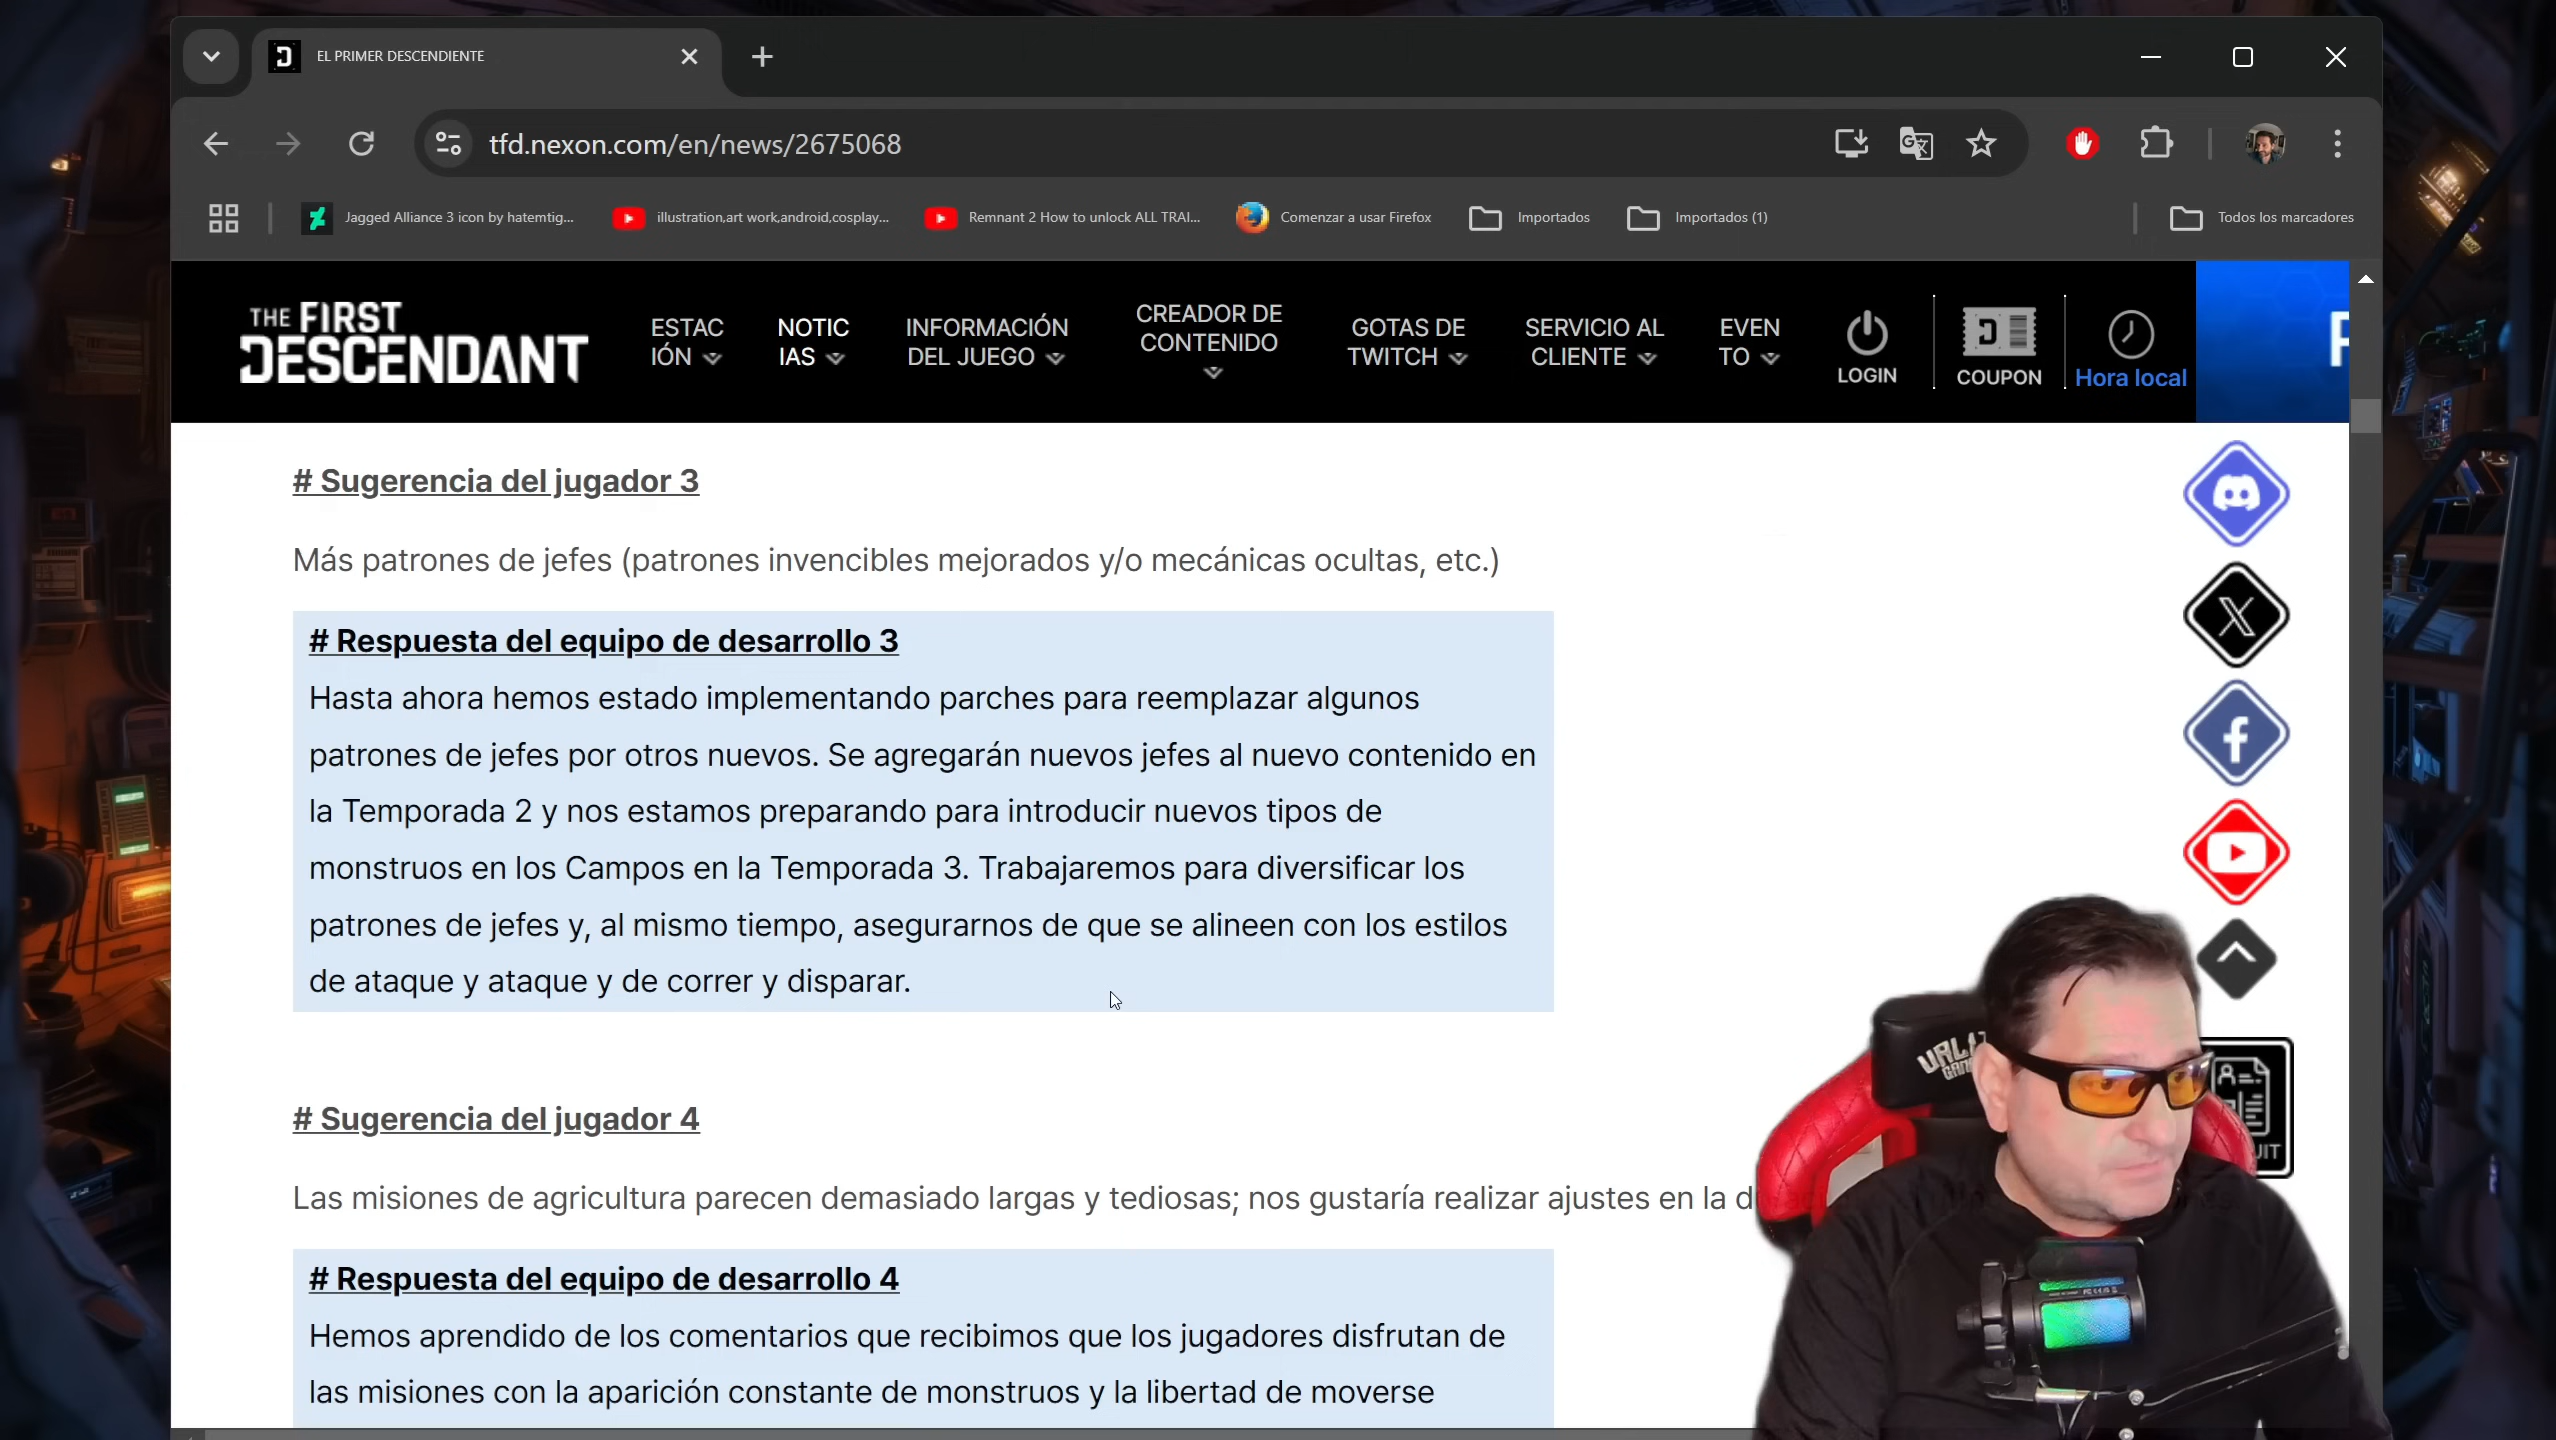 EL PRIMER DESCENDIENTE
tfd.nexon.com/en/news/2675068
Jagged Alliance 3 icon by hatemtig...
illustration,art work,android,cosplay...
Remnant 2 How to unlock ALL TRAI...
Comenzar a usar Firefox
Importados
Importados (1)
Todos los marcadores
THE FIRST
DESCENDANT
ESTAC
IÓN
NOTIC
IAS
INFORMACIÓN
DEL JUEGO
CREADOR DE
CONTENIDO
GOTAS DE
TWITCH
SERVICIO AL
CLIENTE
EVEN
TO
LOGIN
COUPON
Hora local
# Sugerencia del jugador 3
Más patrones de jefes (patrones invencibles mejorados y/o mecánicas ocultas, etc.)
# Respuesta del equipo de desarrollo 3
Hasta ahora hemos estado implementando parches para reemplazar algunos
patrones de jefes por otros nuevos. Se agregarán nuevos jefes al nuevo contenido en
la Temporada 2 y nos estamos preparando para introducir nuevos tipos de
monstruos en los Campos en la Temporada 3. Trabajaremos para diversificar los
patrones de jefes y, al mismo tiempo, asegurarnos de que se alineen con los estilos
de ataque y ataque y de correr y disparar.
# Sugerencia del jugador 4
Las misiones de agricultura parecen demasiado largas y tediosas; nos gustaría realizar ajustes en la
# Respuesta del equipo de desarrollo 4
Hemos aprendido de los comentarios que recibimos que los jugadores disfrutan de
las misiones con la aparición constante de monstruos y la libertad de moverse